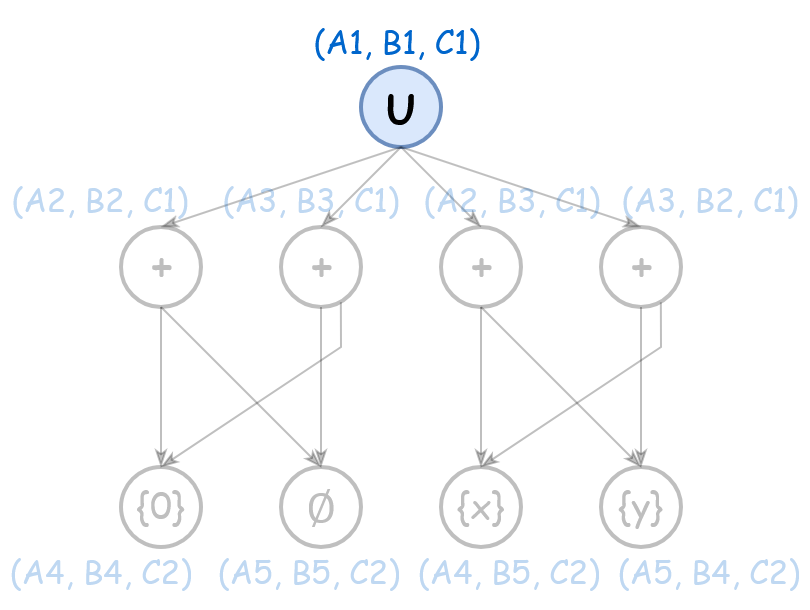 (A1, B1, C1)
∪
(A2, B2, C1) (A3, B3, C1) (A2, B3, C1) (A3, B2, C1)
+ + + +
{0} Ø {x} {y}
(A4, B4, C2) (A5, B5, C2) (A4, B5, C2) (A5, B4, C2)